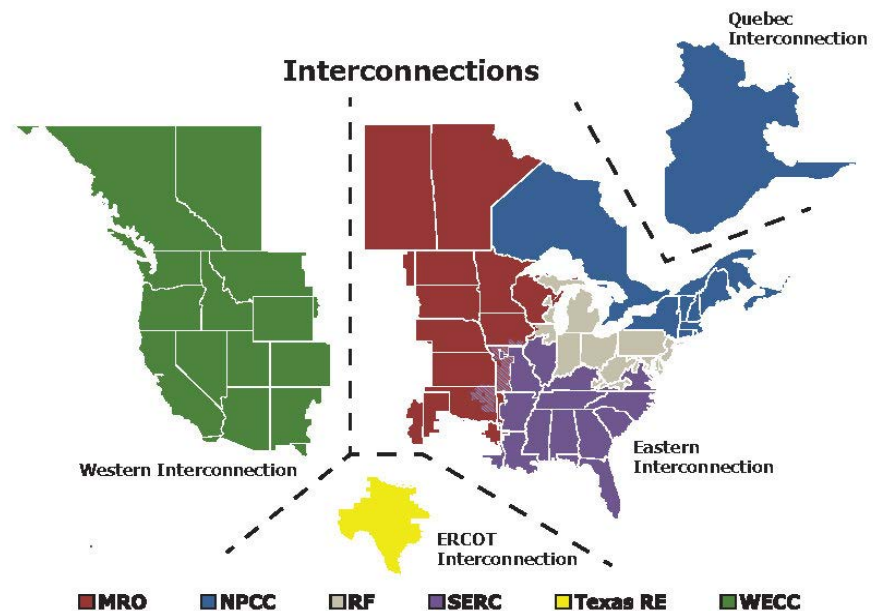 Quebec
Interconnection
Interconnections
Western Interconnection
Eastern
Interconnection
ERCOT
Interconnection
MRO
NPCC
RF
SERC
Texas RE
WECC